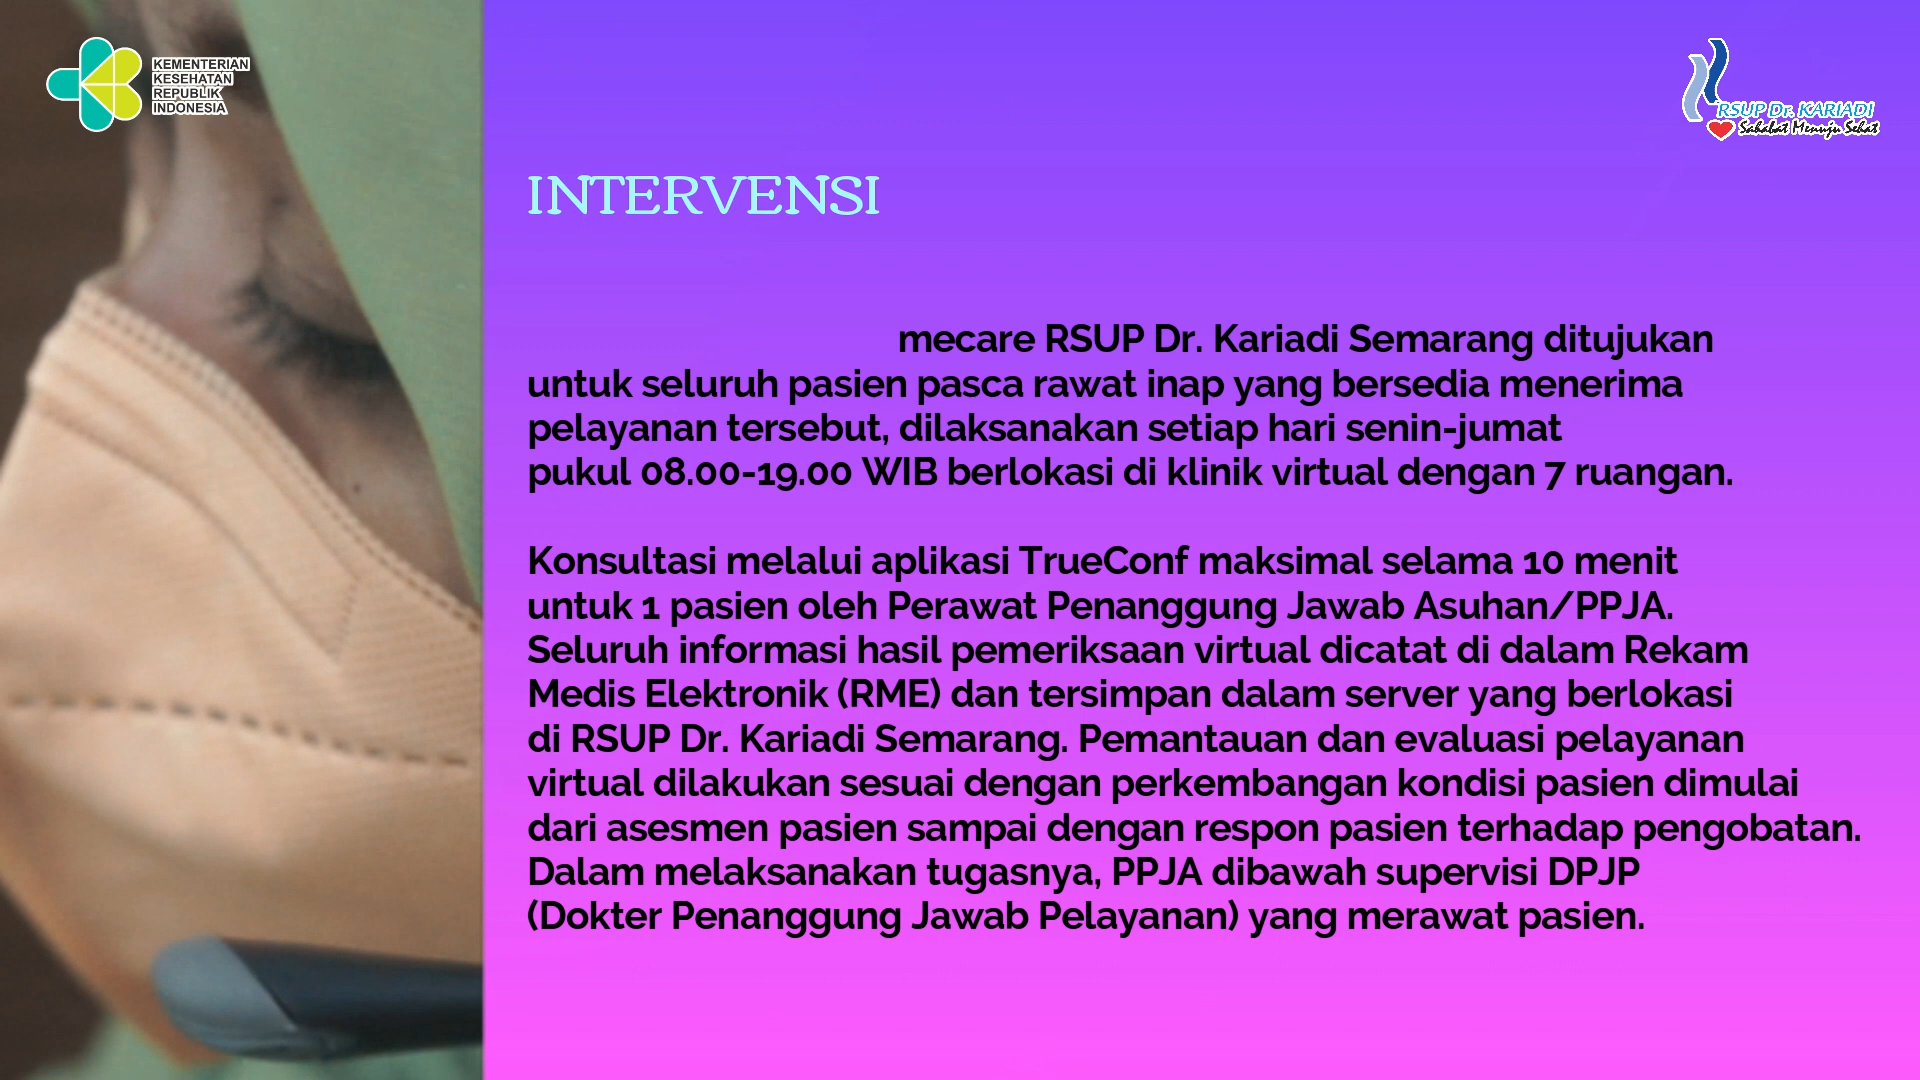 KEMENTERIAN
KESEHATAN
REPUBLIK
INDONESIA
RSUP Dr. KARIADI
Sahabat Menuju Sehat
INTERVENSI
mecare RSUP Dr. Kariadi Semarang ditujukan
untuk seluruh pasien pasca rawat inap yang bersedia menerima
pelayanan tersebut, dilaksanakan setiap hari senin-jumat
pukul 08.00-19.00 WIB berlokasi di klinik virtual dengan 7 ruangan.
Konsultasi melalui aplikasi TrueConf maksimal selama 10 menit
untuk 1 pasien oleh Perawat Penanggung Jawab Asuhan/PPJA.
Seluruh informasi hasil pemeriksaan virtual dicatat di dalam Rekam
Medis Elektronik (RME) dan tersimpan dalam server yang berlokasi
di RSUP Dr. Kariadi Semarang. Pemantauan dan evaluasi pelayanan
virtual dilakukan sesuai dengan perkembangan kondisi pasien dimulai
dari asesmen pasien sampai dengan respon pasien terhadap pengobatan.
Dalam melaksanakan tugasnya, PPJA dibawah supervisi DPJP
(Dokter Penanggung Jawab Pelayanan) yang merawat pasien.